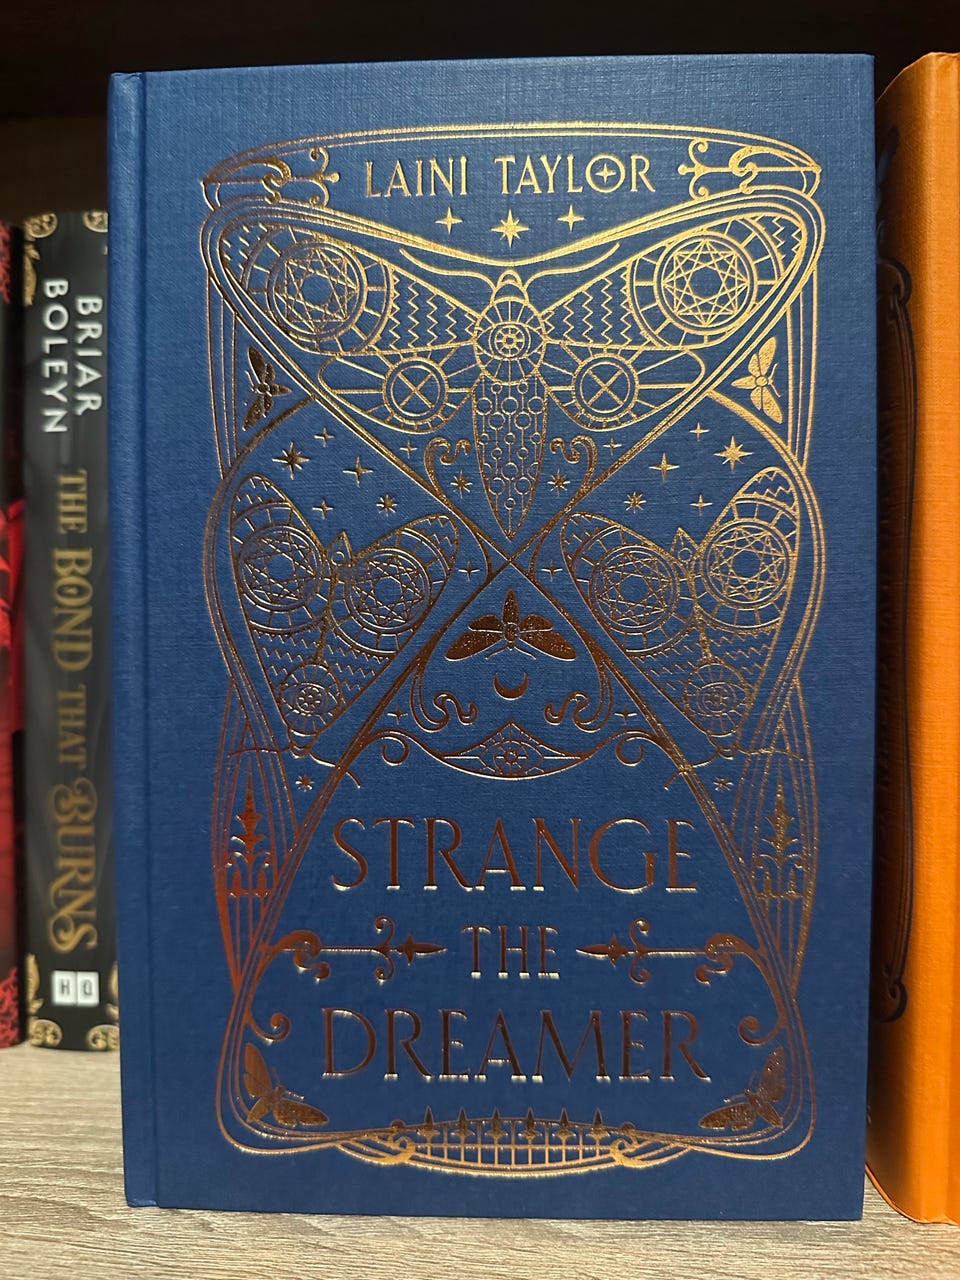 LAINI TAYLOR
STRANGE
THE
DREAMER
BRIAR
BOLEYN
THE BOND THAT BURNS
HQ